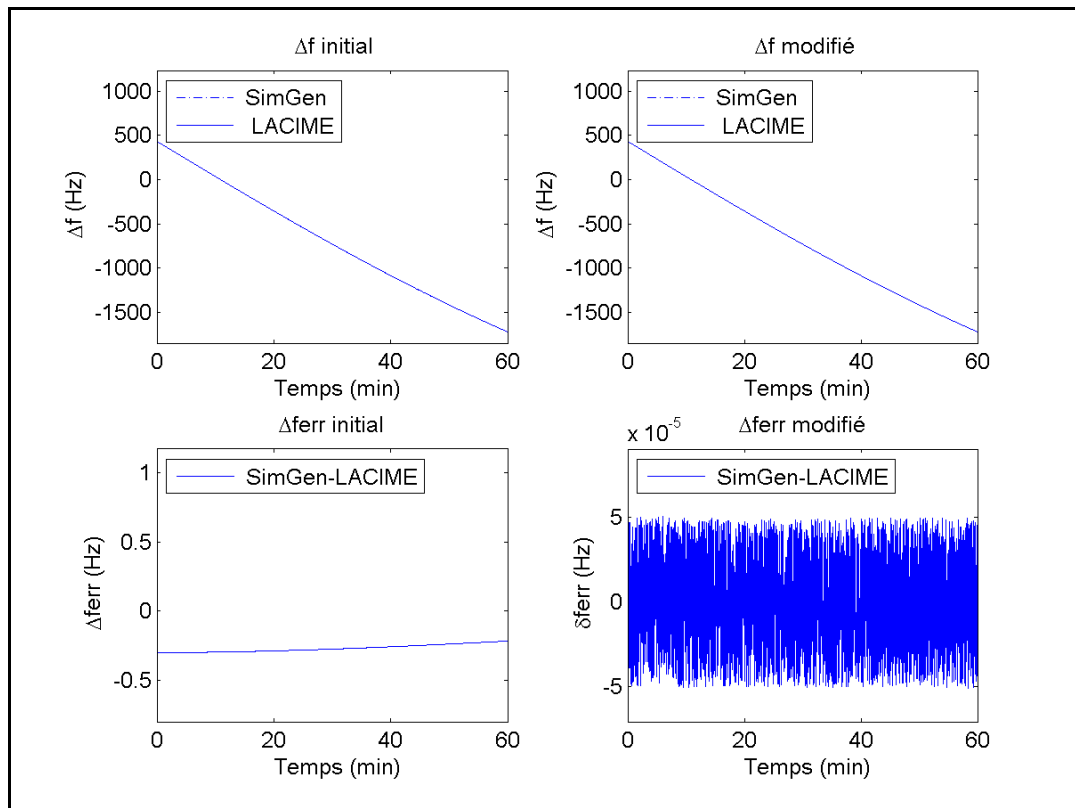 Δf initial
1000
500
0
-500
-1000
-1500
Δf (Hz)
SimGen
LACIME
0 20 40 60
Temps (min)
Δf modifié
1000
500
0
-500
-1000
-1500
Δf (Hz)
SimGen
LACIME
0 20 40 60
Temps (min)
Δferr initial
1
0.5
0
-0.5
Δferr (Hz)
SimGen-LACIME
0 20 40 60
Temps (min)
x 10-5
Δferr modifié
5
0
-5
δferr (Hz)
SimGen-LACIME
0 20 40 60
Temps (min)